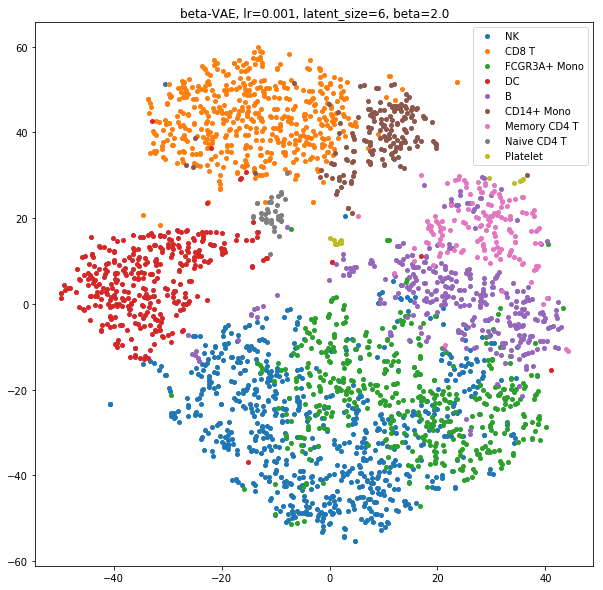 beta-VAE, lr=0.001, latent_size=6, beta=2.0
NK
CD8 T
FCGR3A+ Mono
DC
B
CD14+ Mono
Memory CD4 T
Naive CD4 T
Platelet
60
40
20
0
−20
−40
−60
−40
−20
0
20
40